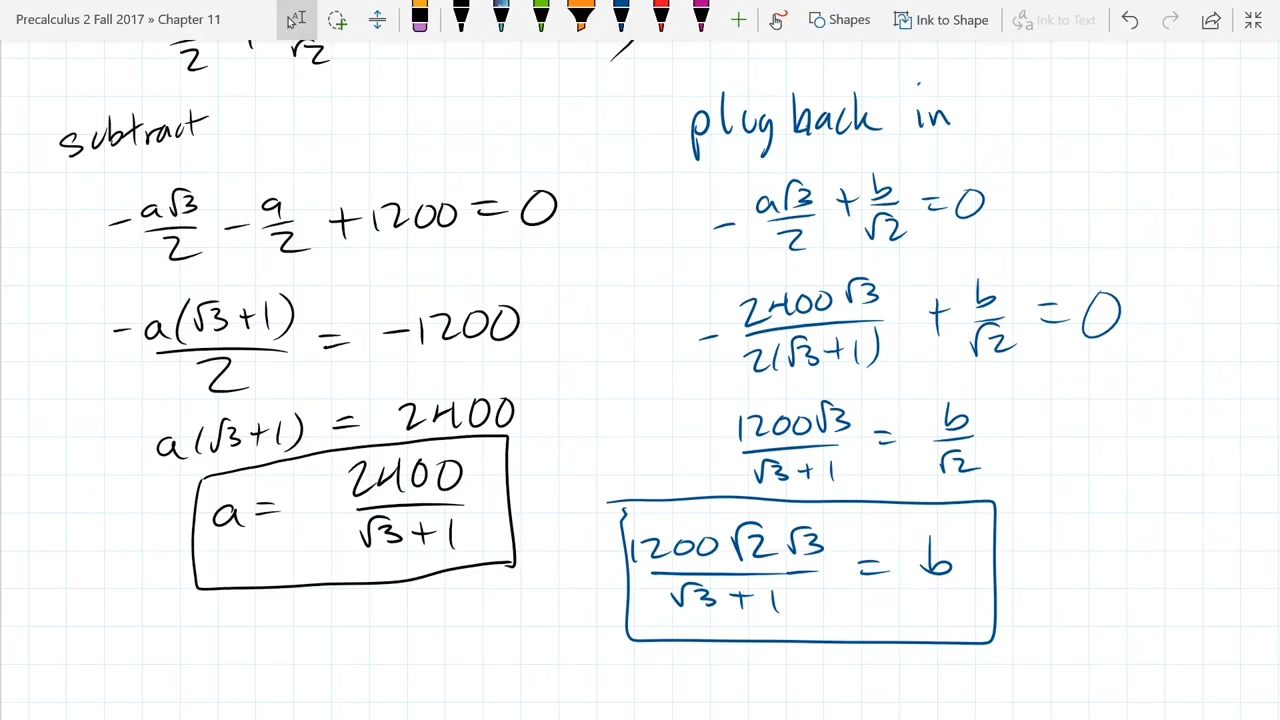 Precalculus 2 Fall 2017 » Chapter 11
Shapes
Ink to Shape
Ink to Text
2 √2
subtract
-a√3/2 - a/2 + 1200 = 0
-a(√3+1)/2 = -1200
a(√3+1) = 2400
a = 2400/(√3+1)
plug back in
-a√3/2 + b/√2 = 0
-2400√3/2(√3+1) + b/√2 = 0
1200√3/(√3+1) = b/√2
1200√2√3/(√3+1) = b